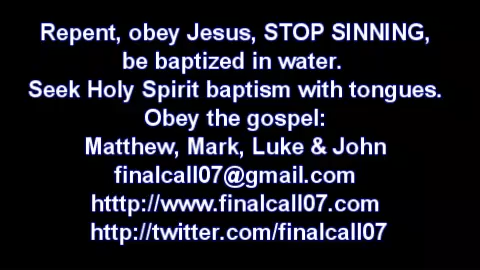 Repent, obey Jesus, STOP SINNING,
be baptized in water.
Seek Holy Spirit baptism with tongues.
Obey the gospel:
Matthew, Mark, Luke & John
finalcall07@gmail.com
htttp://www.finalcall07.com
http://twitter.com/finalcall07